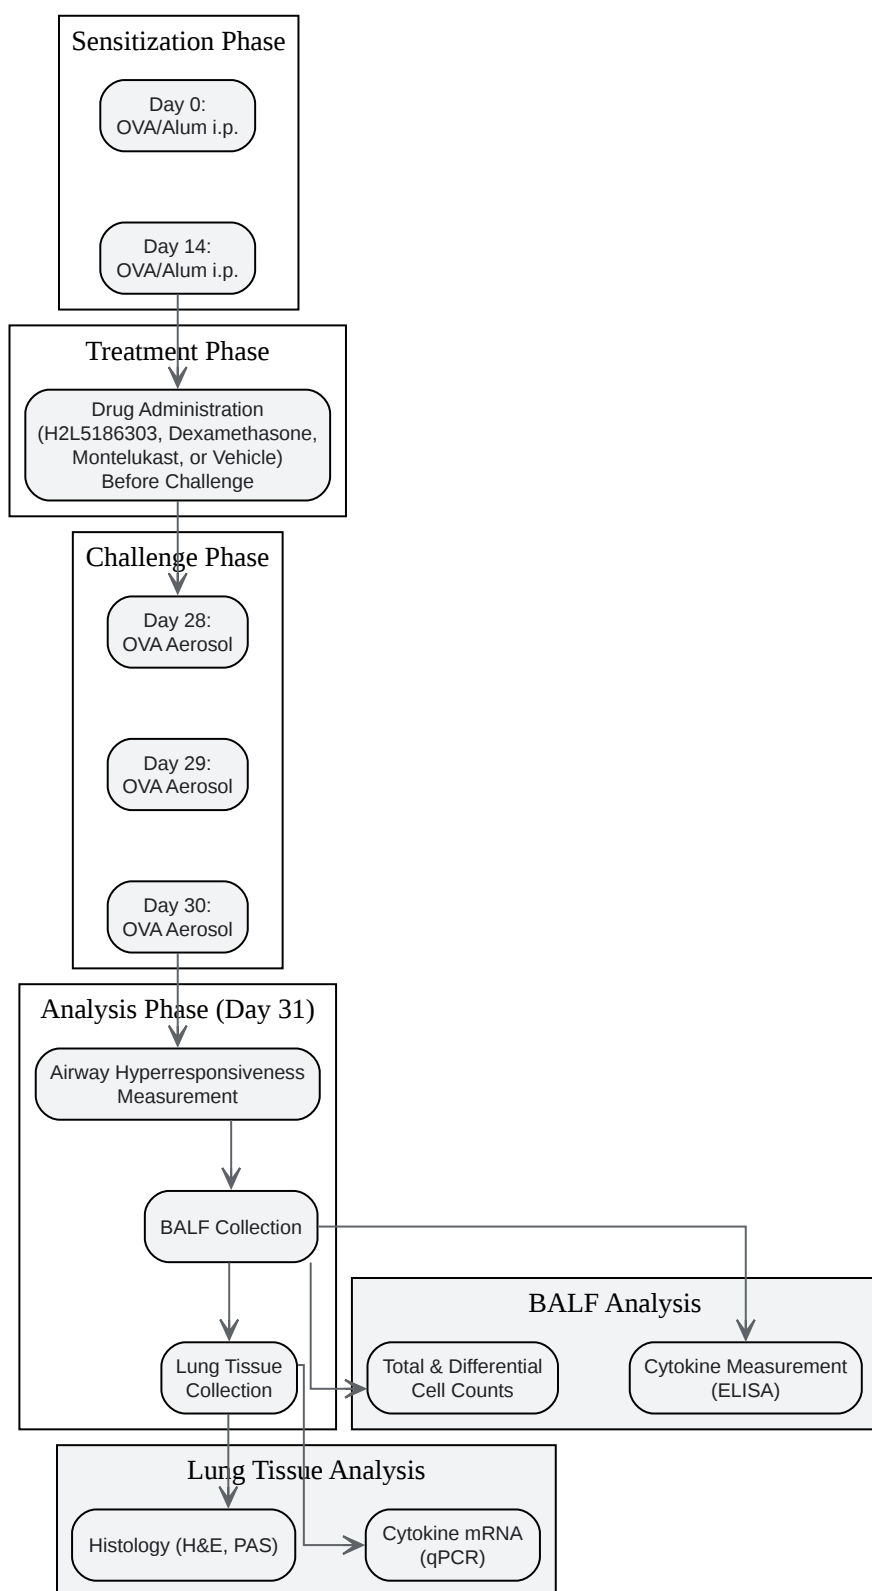 Sensitization Phase
Day 0:
OVA/Alum i.p.
Day 14:
OVA/Alum i.p.
Treatment Phase
Drug Administration
(H2L5186303, Dexamethasone,
Montelukast, or Vehicle)
Before Challenge
Challenge Phase
Day 28:
OVA Aerosol
Day 29:
OVA Aerosol
Day 30:
OVA Aerosol
Analysis Phase (Day 31)
Airway Hyperresponsiveness
Measurement
BALF Collection
Lung Tissue
Collection
BALF Analysis
Total & Differential
Cell Counts
Cytokine Measurement
(ELISA)
Lung Tissue Analysis
Histology (H&E, PAS)
Cytokine mRNA
(qPCR)